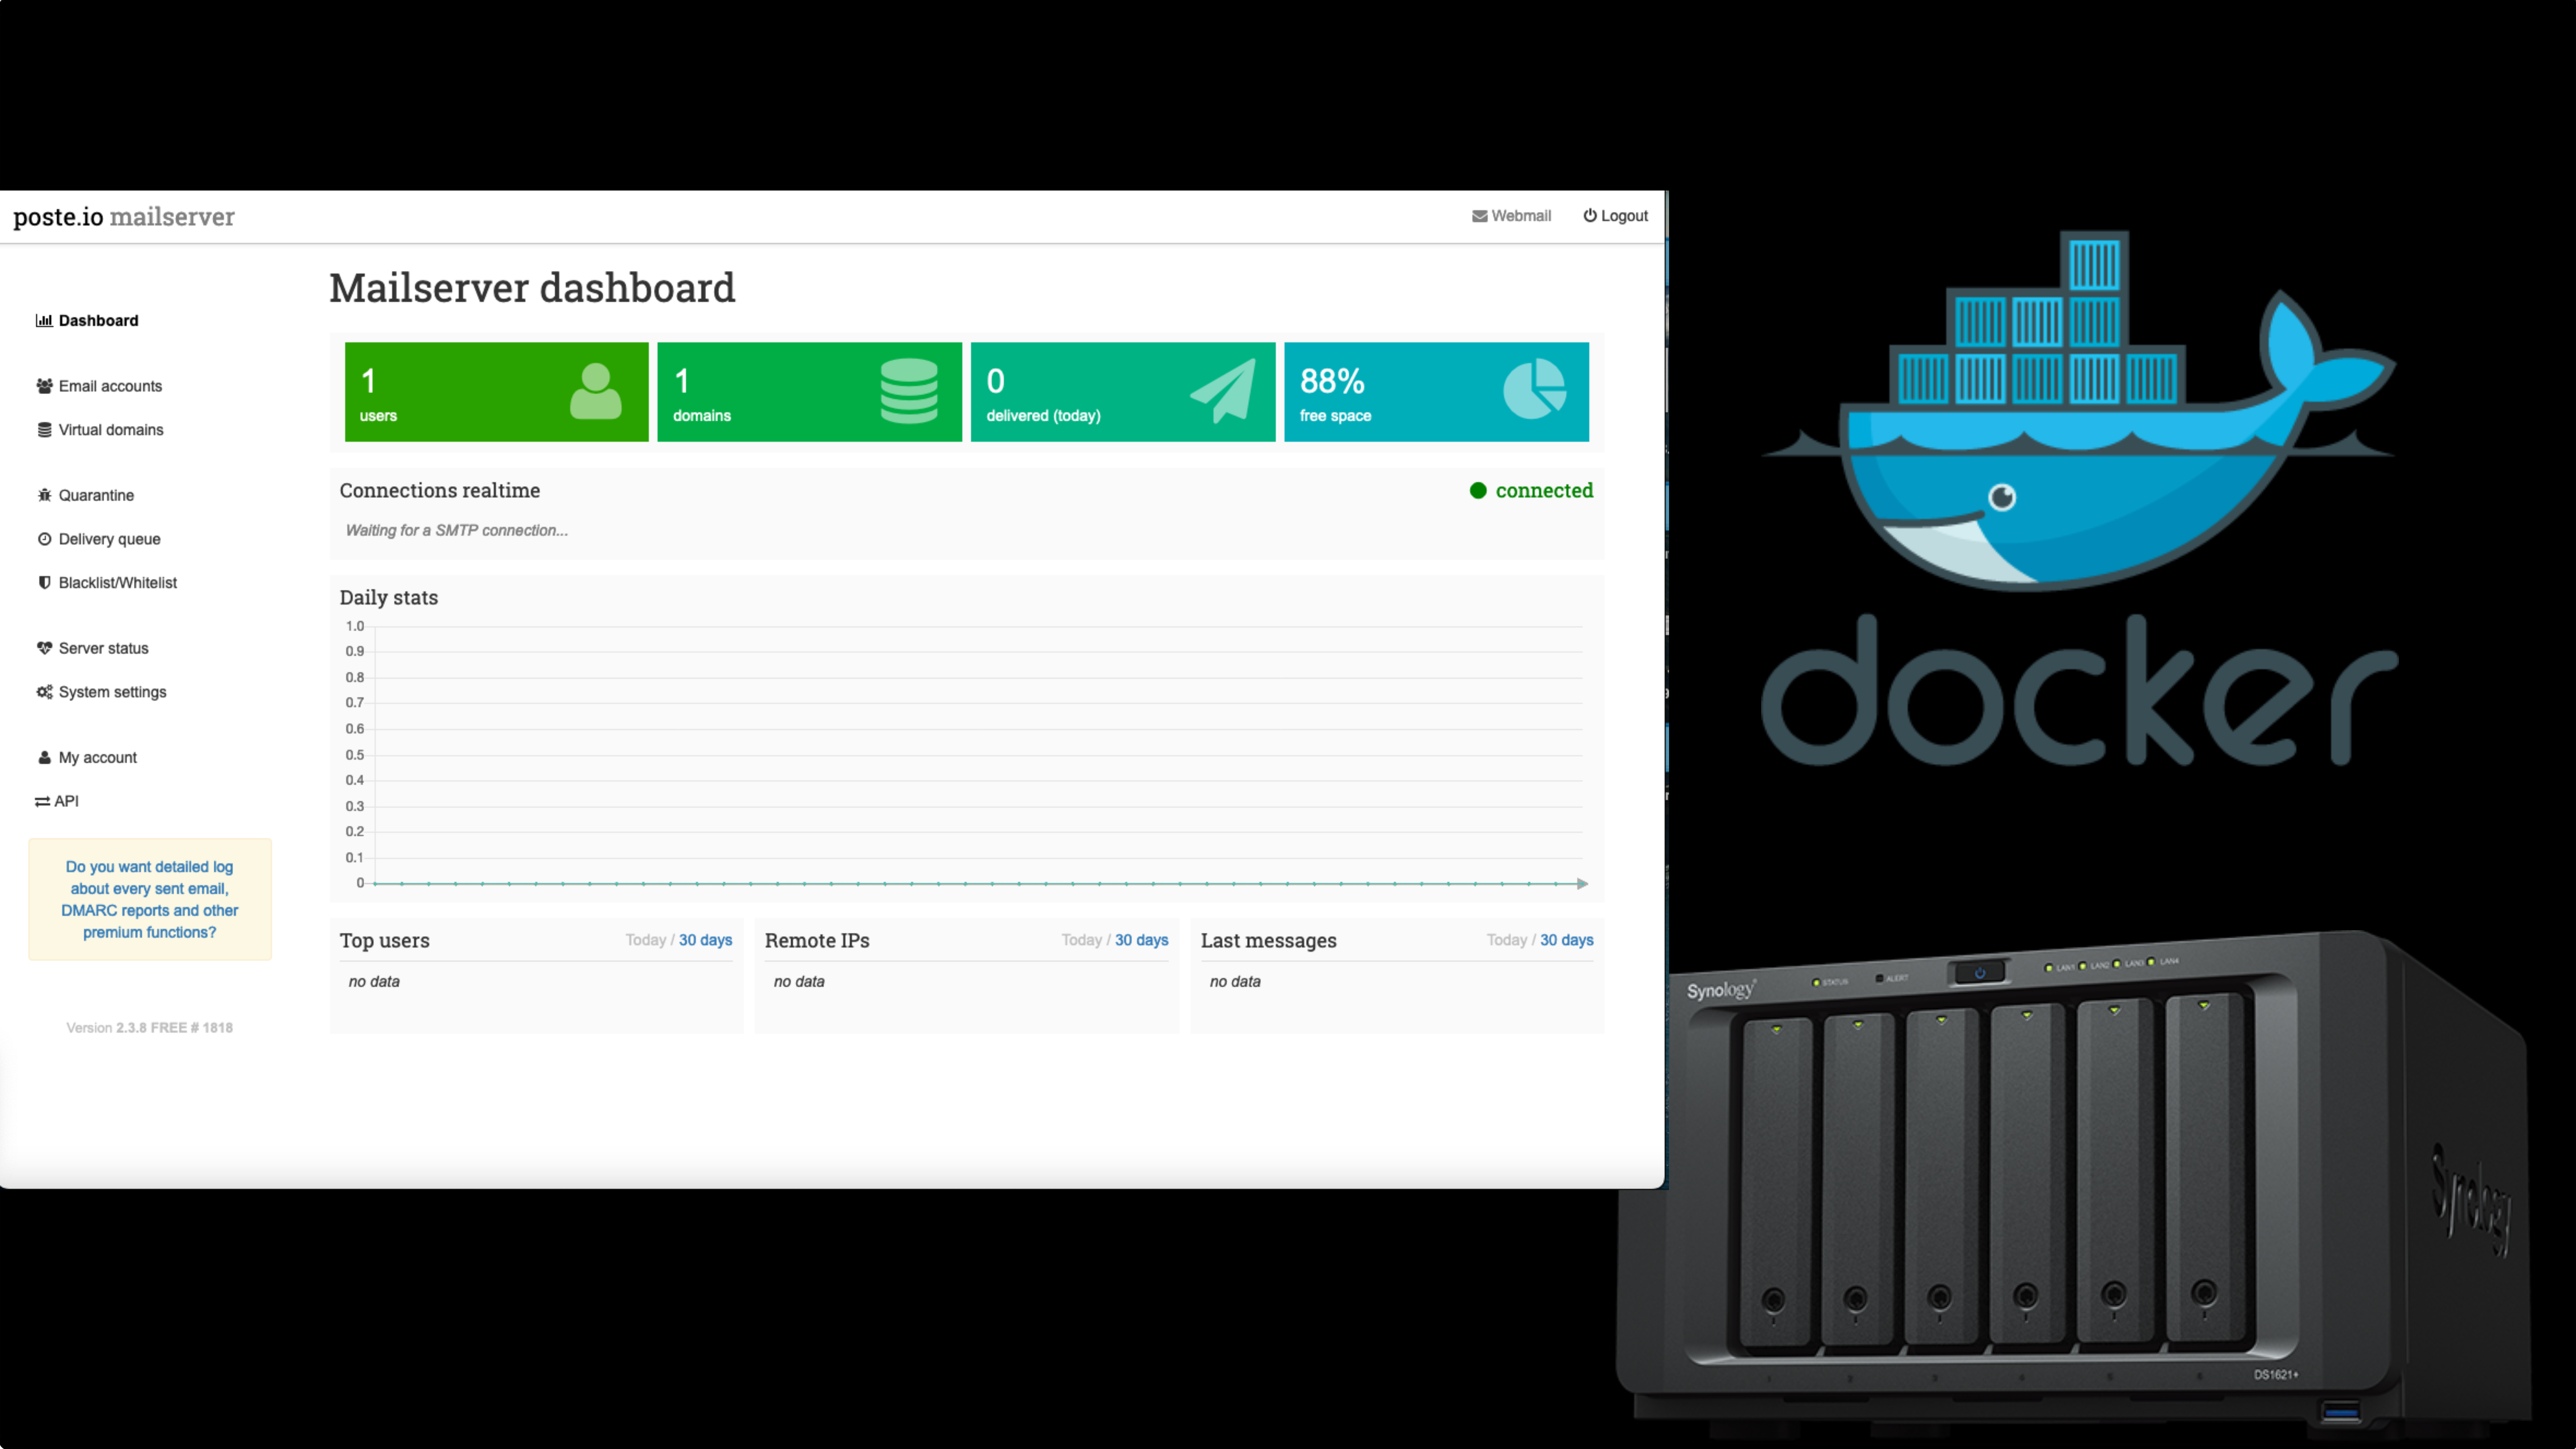 poste.io mailserver
Webmail
Logout
Mailserver dashboard
Dashboard
Email accounts
Virtual domains
Quarantine
Delivery queue
Blacklist/Whitelist
Server status
System settings
My account
API
Do you want detailed log
about every sent email,
DMARC reports and other
premium functions?
Version 2.3.8 FREE # 1818
1
users
1
domains
0
delivered (today)
88%
free space
Connections realtime
connected
Waiting for a SMTP connection...
Daily stats
1.0
0.9
0.8
0.7
0.6
0.5
0.4
0.3
0.2
0.1
0
Top users
Today / 30 days
no data
Remote IPs
Today / 30 days
no data
Last messages
Today / 30 days
no data
docker
Synology
STATUS
ALERT
LAN1
LAN2
LAN3
LAN4
Synology
DS1621+